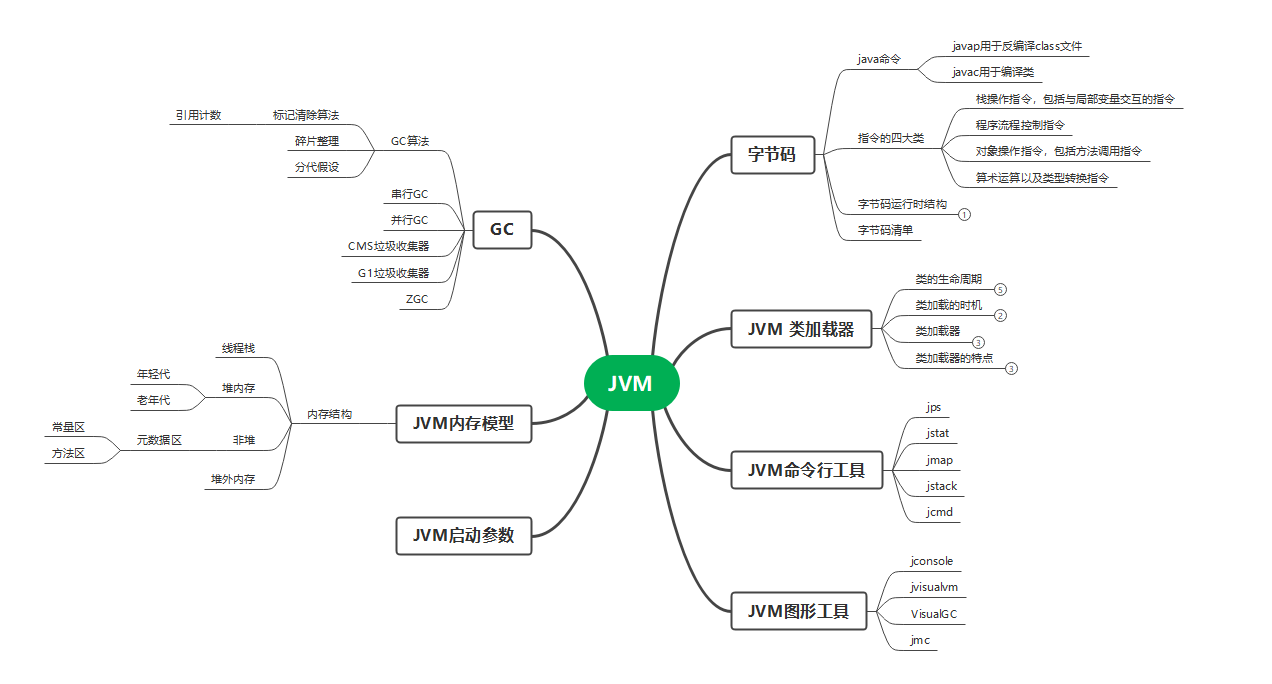 JVM
字节码
java命令
javap用于反编译class文件
javac用于编译类
指令的四大类
栈操作指令，包括与局部变量交互的指令
程序流程控制指令
对象操作指令，包括方法调用指令
算术运算以及类型转换指令
字节码运行时结构
1
字节码清单
JVM 类加载器
类的生命周期
5
类加载的时机
2
类加载器
3
类加载器的特点
3
JVM命令行工具
jps
jstat
jmap
jstack
jcmd
JVM图形工具
jconsole
jvisualvm
VisualGC
jmc
GC
GC算法
标记清除算法
引用计数
碎片整理
分代假设
串行GC
并行GC
CMS垃圾收集器
G1垃圾收集器
ZGC
JVM内存模型
内存结构
线程栈
堆内存
年轻代
老年代
非堆
元数据区
常量区
方法区
堆外内存
JVM启动参数